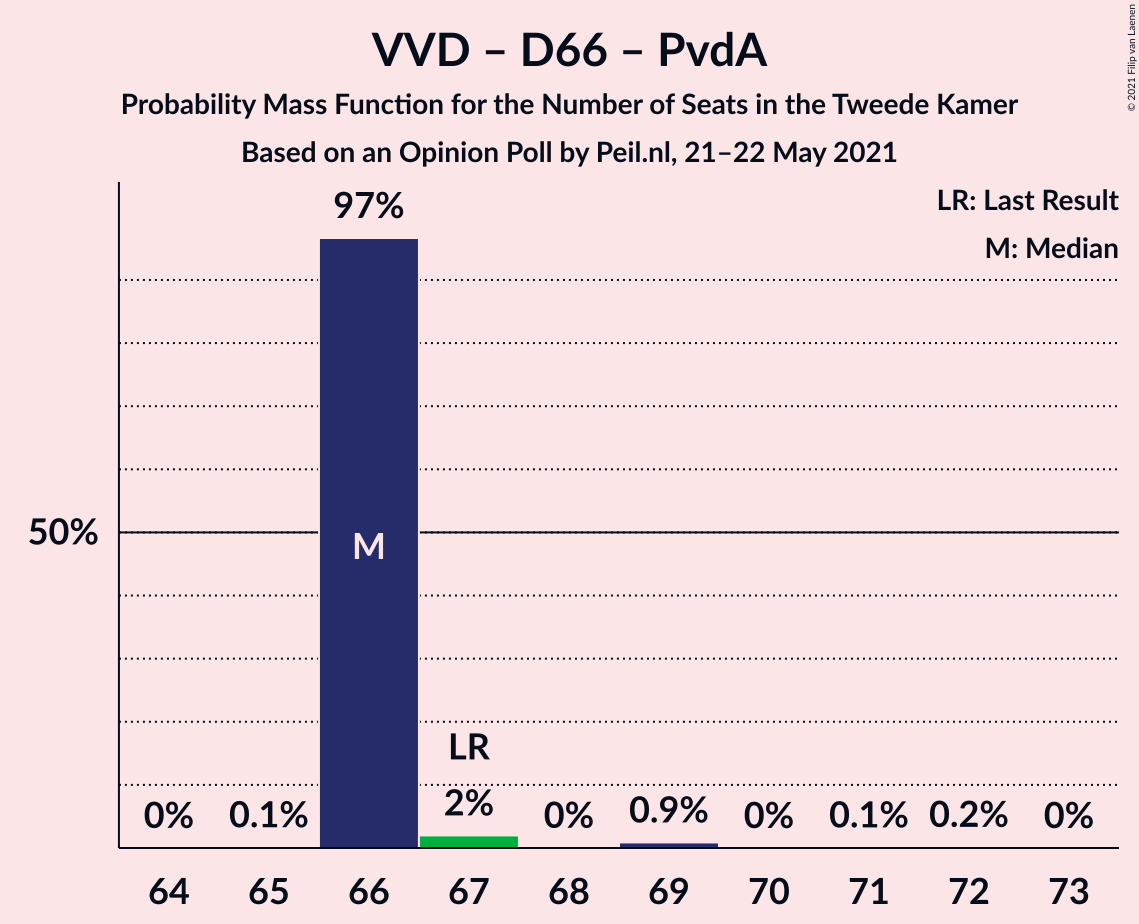 VVD – D66 – PvdA
Probability Mass Function for the Number of Seats in the Tweede Kamer
Based on an Opinion Poll by Peil.nl, 21–22 May 2021
© 2021 Filip van Laenen
LR: Last Result
M: Median
97%
50%
M
LR
0% 0.1% 2% 0% 0.9% 0% 0.1% 0.2% 0%
64 65 66 67 68 69 70 71 72 73